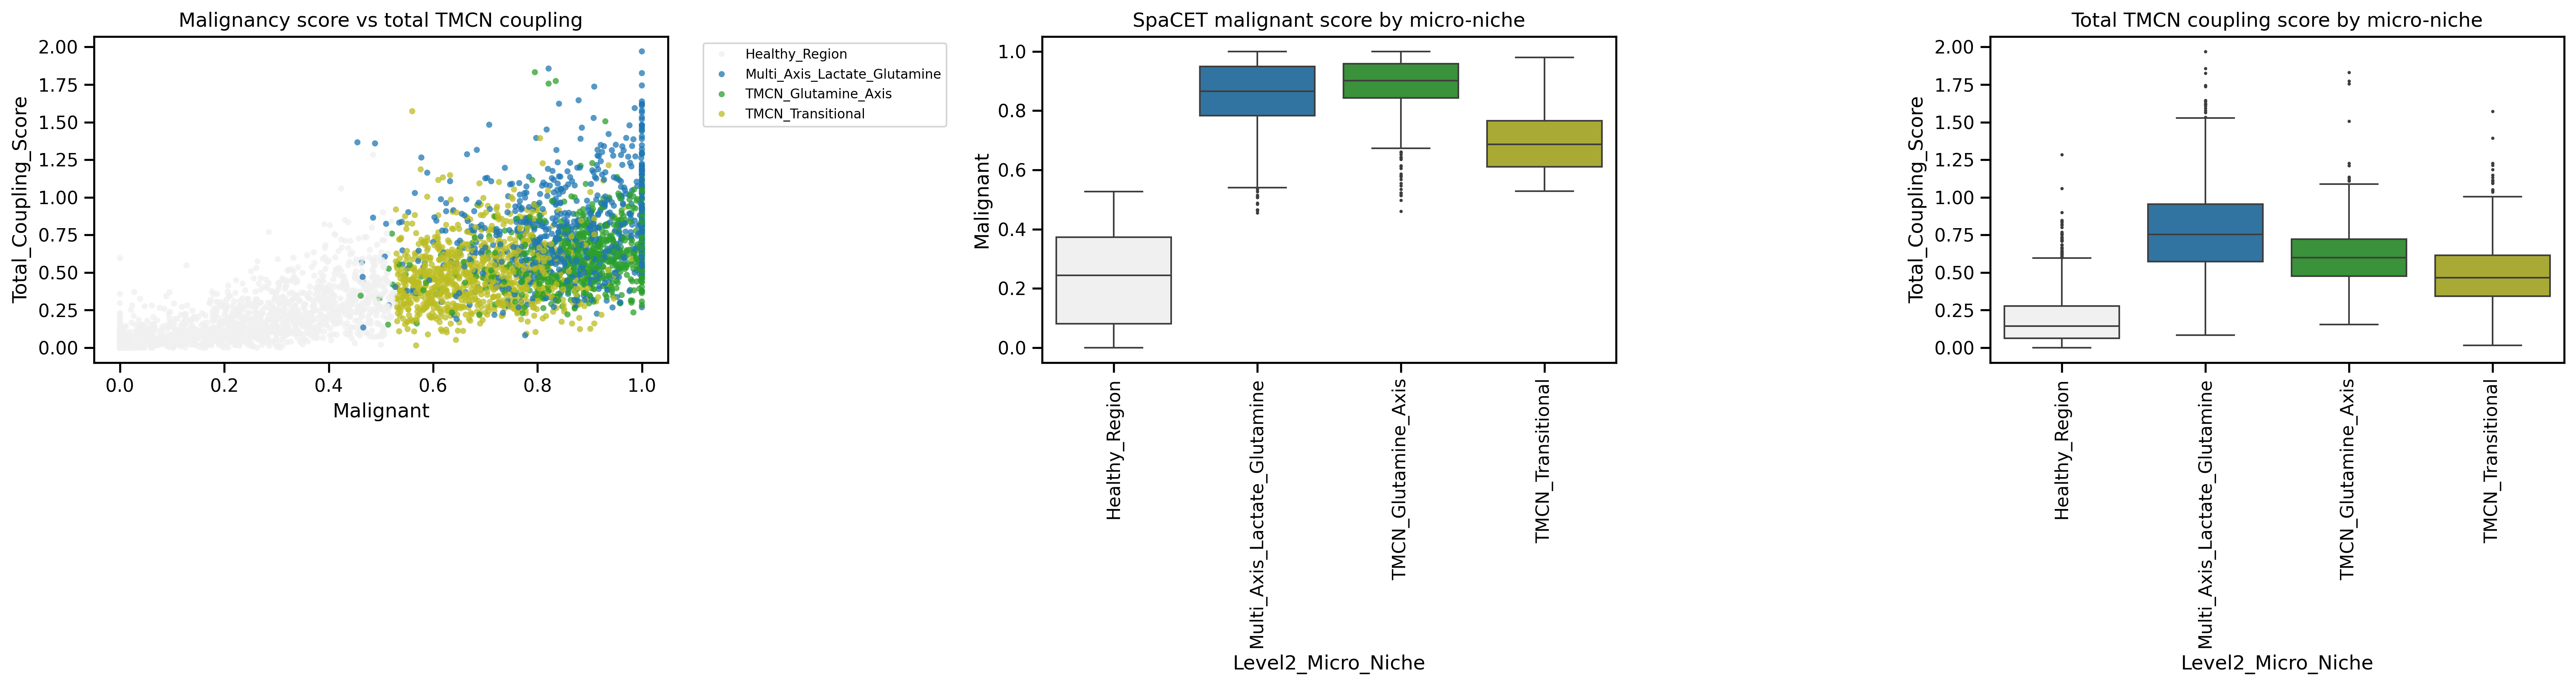 Malignancy score vs total TMCN coupling
Total_Coupling_Score
2.00
1.75
1.50
1.25
1.00
0.75
0.50
0.25
0.00
0.0 0.2 0.4 0.6 0.8 1.0
Malignant
Healthy_Region
Multi_Axis_Lactate_Glutamine
TMCN_Glutamine_Axis
TMCN_Transitional
SpaCET malignant score by micro-niche
Malignant
1.0
0.8
0.6
0.4
0.2
0.0
Healthy_Region
Multi_Axis_Lactate_Glutamine
TMCN_Glutamine_Axis
TMCN_Transitional
Level2_Micro_Niche
Total TMCN coupling score by micro-niche
Total_Coupling_Score
2.00
1.75
1.50
1.25
1.00
0.75
0.50
0.25
0.00
Healthy_Region
Multi_Axis_Lactate_Glutamine
TMCN_Glutamine_Axis
TMCN_Transitional
Level2_Micro_Niche